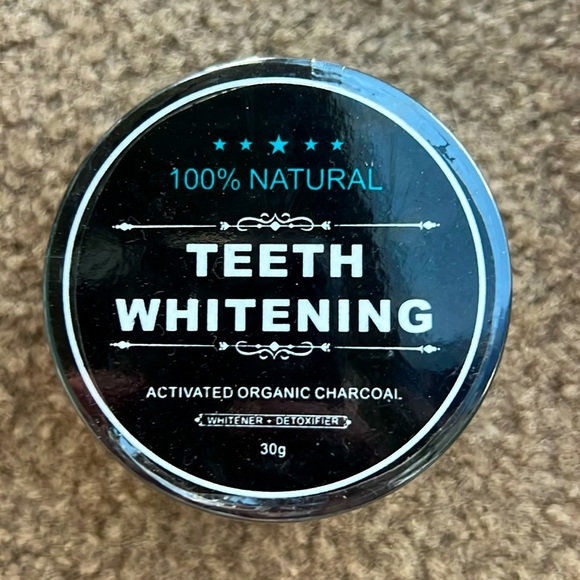 100% NATURAL
TEETH
WHITENING
ACTIVATED ORGANIC CHARCOAL
WHITENER + DETOXIFIER
30g